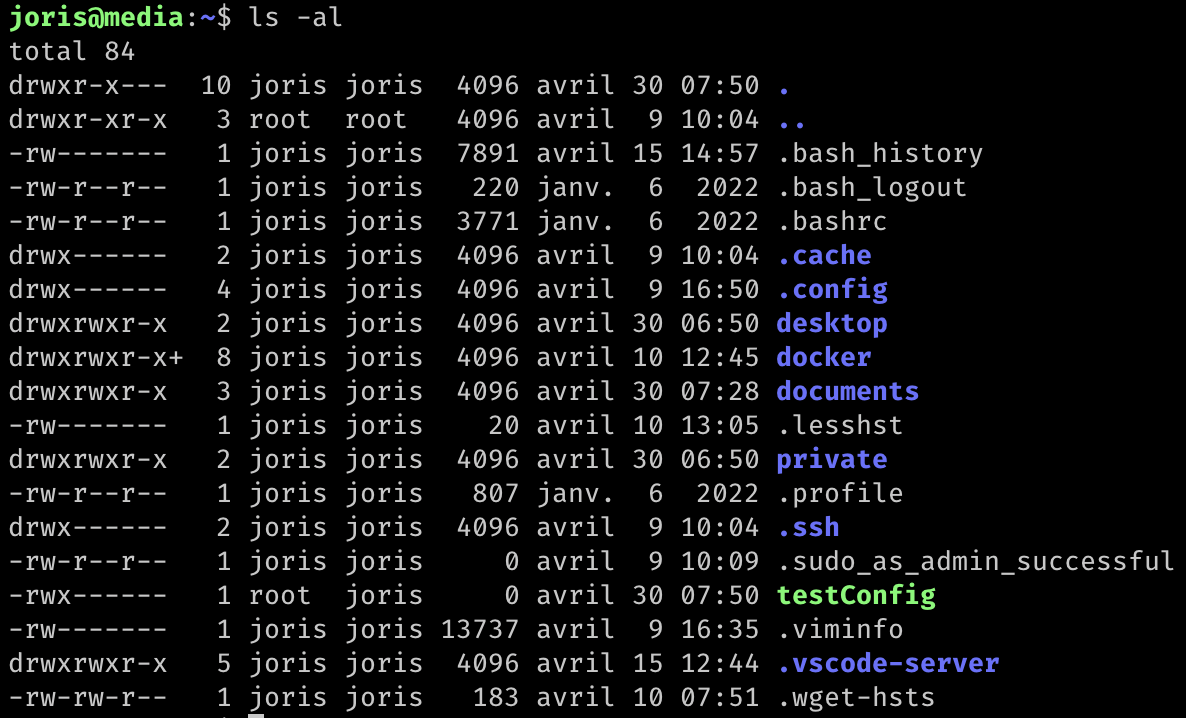 joris@media:~$ ls -al
total 84
drwxr-x---  10 joris joris  4096 avril 30 07:50 .
drwxr-xr-x   3 root  root   4096 avril  9 10:04 ..
-rw-------   1 joris joris  7891 avril 15 14:57 .bash_history
-rw-r--r--   1 joris joris   220 janv.  6  2022 .bash_logout
-rw-r--r--   1 joris joris  3771 janv.  6  2022 .bashrc
drwx------   2 joris joris  4096 avril  9 10:04 .cache
drwx------   4 joris joris  4096 avril  9 16:50 .config
drwxrwxr-x   2 joris joris  4096 avril 30 06:50 desktop
drwxrwxr-x+  8 joris joris  4096 avril 10 12:45 docker
drwxrwxr-x   3 joris joris  4096 avril 30 07:28 documents
-rw-------   1 joris joris    20 avril 10 13:05 .lesshst
drwxrwxr-x   2 joris joris  4096 avril 30 06:50 private
-rw-r--r--   1 joris joris   807 janv.  6  2022 .profile
drwx------   2 joris joris  4096 avril  9 10:04 .ssh
-rw-r--r--   1 joris joris     0 avril  9 10:09 .sudo_as_admin_successful
-rwx------   1 root  joris     0 avril 30 07:50 testConfig
-rw-------   1 joris joris 13737 avril  9 16:35 .viminfo
drwxrwxr-x   5 joris joris  4096 avril 15 12:44 .vscode-server
-rw-rw-r--   1 joris joris   183 avril 10 07:51 .wget-hsts